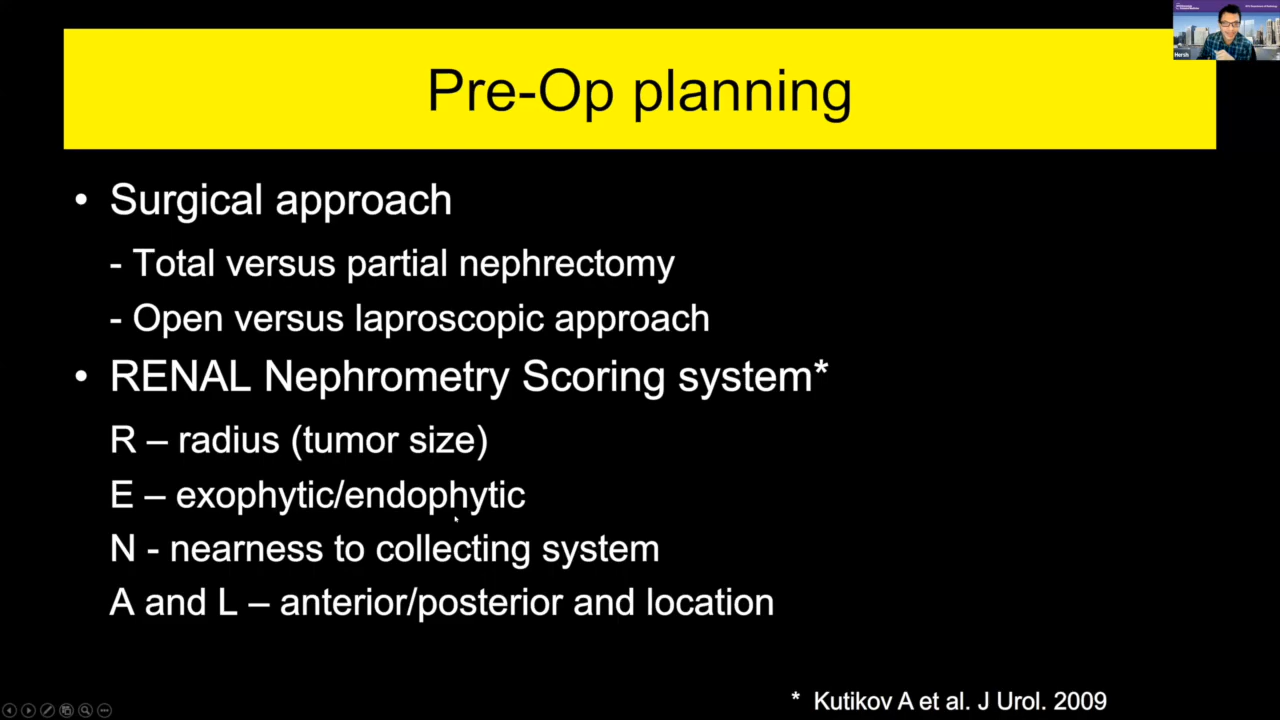 Pre-Op planning
• Surgical approach
- Total versus partial nephrectomy
- Open versus laproscopic approach
• RENAL Nephrometry Scoring system*
R – radius (tumor size)
E – exophytic/endophytic
N - nearness to collecting system
A and L – anterior/posterior and location
* Kutikov A et al. J Urol. 2009
Hersh